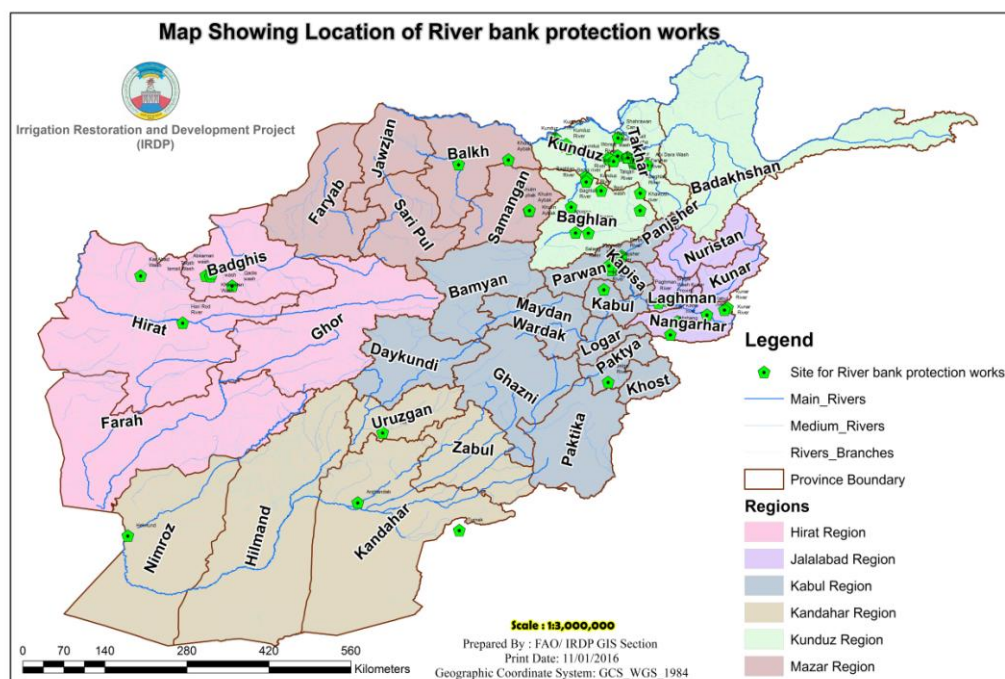 Map Showing Location of River bank protection works
Irrigation Restoration and Development Project
(IRDP)
Jawzjan
Balkh
Kunduz
Takhar
Faryab
Sari Pul
Samangan
Baghlan
Badakhshan
Panjsher
Nuristan
Badghis
Bamyan
Parwan
Kapisa
Kunar
Laghman
Kabul
Hirat
Ghor
Maydan
Wardak
Nangarhar
Logar
Paktya
Daykundi
Ghazni
Khost
Farah
Uruzgan
Zabul
Paktika
Nimroz
Hilmand
Kandahar
Hari Rod
River
Kunar
River
Legend
Site for River bank protection works
Main_Rivers
Medium_Rivers
Rivers_Branches
Province Boundary
Regions
Hirat Region
Jalalabad Region
Kabul Region
Kandahar Region
Kunduz Region
Mazar Region
Scale : 1:3,000,000
Prepared By : FAO/ IRDP GIS Section
Print Date: 11/01/2016
Geographic Coordinate System: GCS_WGS_1984
0 70 140 280 420 560
Kilometers